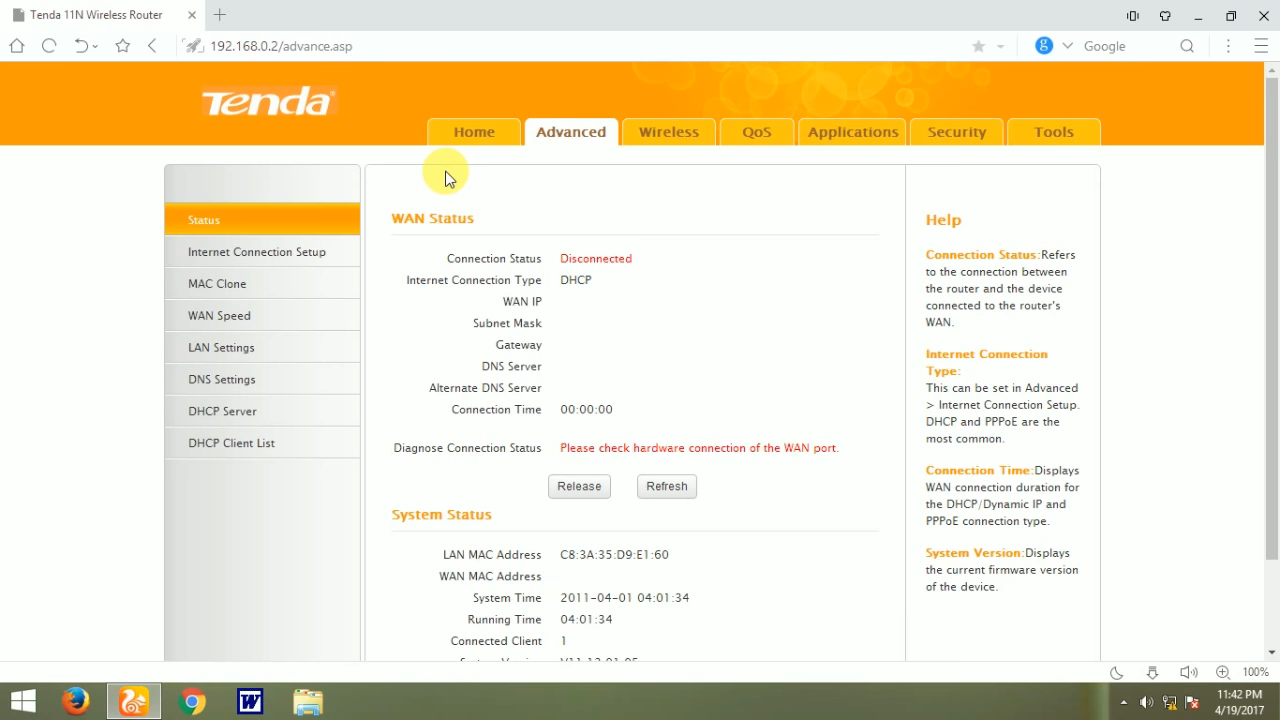 Tenda 11N Wireless Router
192.168.0.2/advance.asp
Google
Tenda
Home
Advanced
Wireless
QoS
Applications
Security
Tools
Status
Internet Connection Setup
MAC Clone
WAN Speed
LAN Settings
DNS Settings
DHCP Server
DHCP Client List
WAN Status
Connection Status Disconnected
Internet Connection Type DHCP
WAN IP
Subnet Mask
Gateway
DNS Server
Alternate DNS Server
Connection Time 00:00:00
Diagnose Connection Status Please check hardware connection of the WAN port.
Release
Refresh
System Status
LAN MAC Address C8:3A:35:D9:E1:60
WAN MAC Address
System Time 2011-04-01 04:01:34
Running Time 04:01:34
Connected Client 1
Help
Connection Status:Refers
to the connection between
the router and the device
connected to the router's
WAN.
Internet Connection
Type:
This can be set in Advanced
> Internet Connection Setup.
DHCP and PPPoE are the
most common.
Connection Time:Displays
WAN connection duration for
the DHCP/Dynamic IP and
PPPoE connection type.
System Version:Displays
the current firmware version
of the device.
100%
11:42 PM
4/19/2017